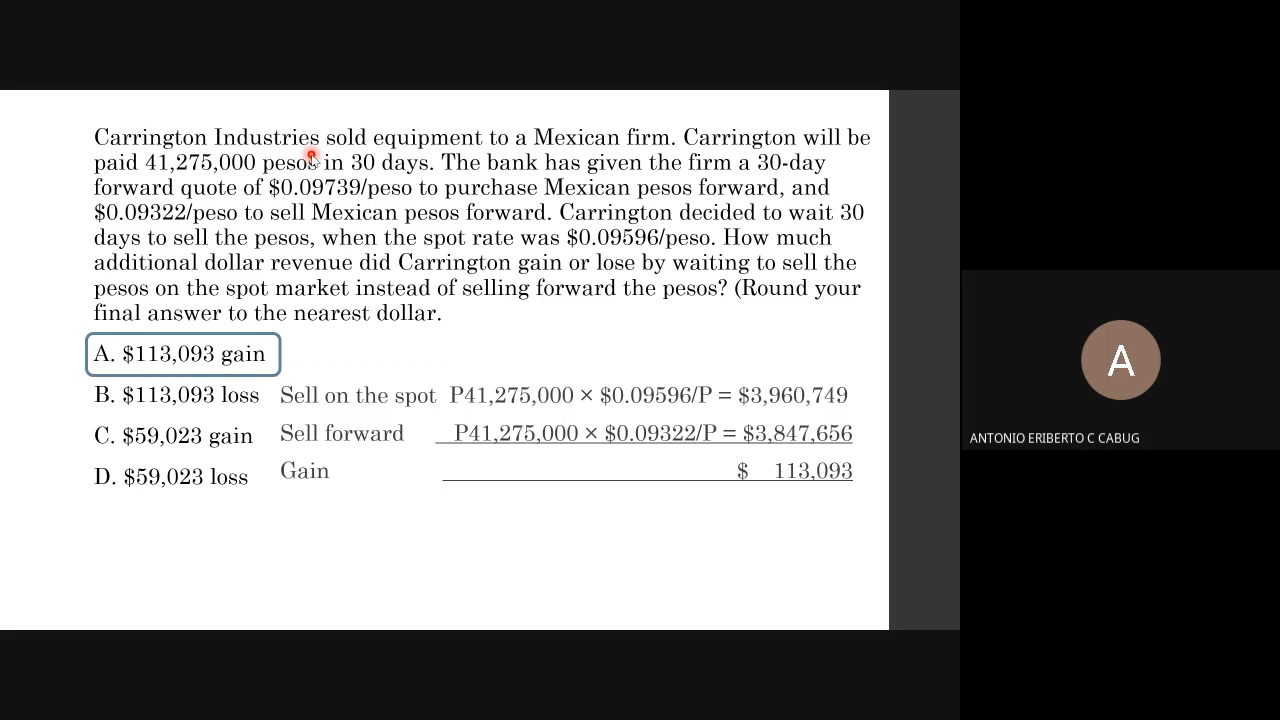 Carrington Industries sold equipment to a Mexican firm. Carrington will be
paid 41,275,000 pesos in 30 days. The bank has given the firm a 30-day
forward quote of $0.09739/peso to purchase Mexican pesos forward, and
$0.09322/peso to sell Mexican pesos forward. Carrington decided to wait 30
days to sell the pesos, when the spot rate was $0.09596/peso. How much
additional dollar revenue did Carrington gain or lose by waiting to sell the
pesos on the spot market instead of selling forward the pesos? (Round your
final answer to the nearest dollar.
A. $113,093 gain
B. $113,093 loss
C. $59,023 gain
D. $59,023 loss
Sell on the spot P41,275,000 × $0.09596/P = $3,960,749
Sell forward P41,275,000 × $0.09322/P = $3,847,656
Gain $ 113,093
A
ANTONIO ERIBERTO C CABUG